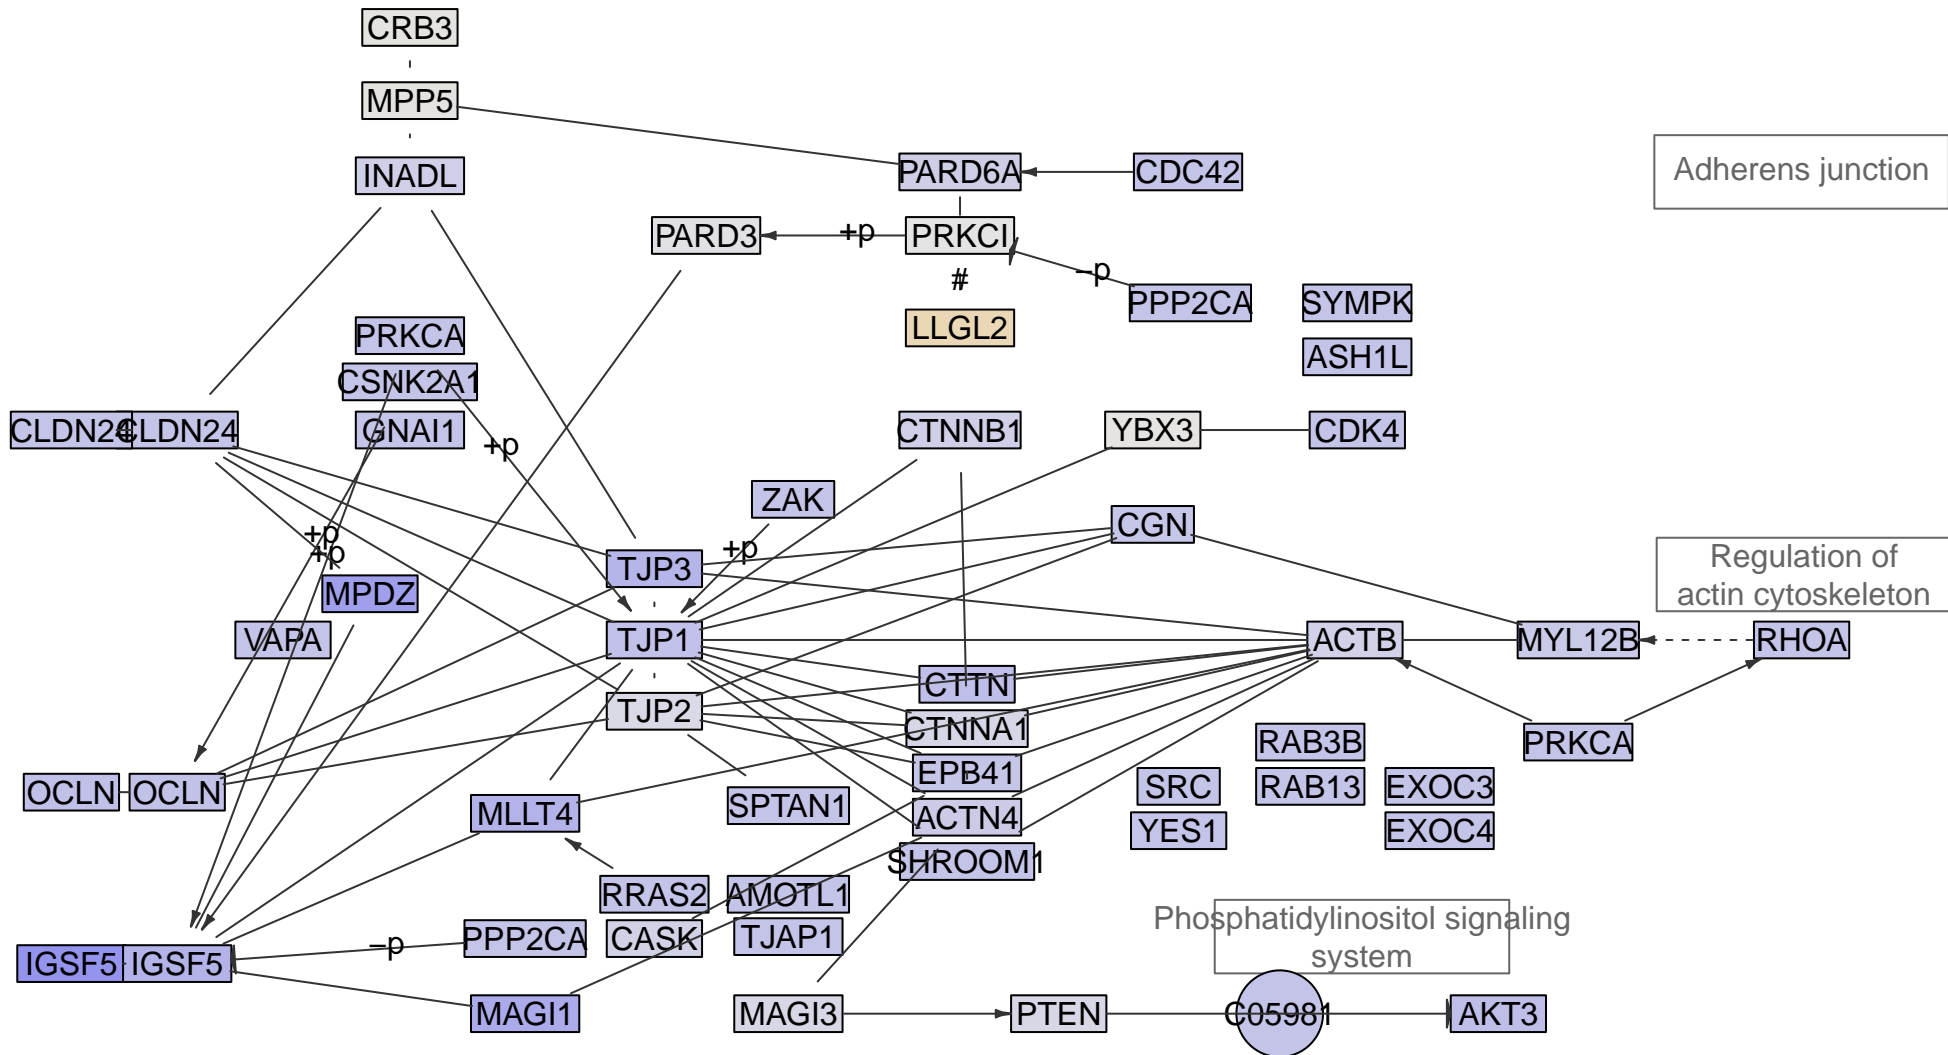 CRB3
MPP5
INADL
PARD6A
CDC42
Adherens junction
PARD3
+p
PRKCI
#
–p
PPP2CA
SYMPK
LLGL2
PRKCA
ASH1L
CSNK2A1
CLDN24
CLDN24
GNAI1
+p
CTNNB1
YBX3
CDK4
ZAK
CGN
+p
+p
+p
TJP3
Regulation of
actin cytoskeleton
MPDZ
VAPA
TJP1
ACTB
MYL12B
RHOA
CTTN
TJP2
CTNNA1
RAB3B
PRKCA
EPB41
OCLN
OCLN
MLLT4
SPTAN1
SRC
RAB13
EXOC3
ACTN4
YES1
EXOC4
SHROOM1
RRAS2
AMOTL1
Phosphatidylinositol signaling
system
PPP2CA
CASK
TJAP1
–p
IGSF5
IGSF5
MAGI1
MAGI3
PTEN
C05981
AKT3